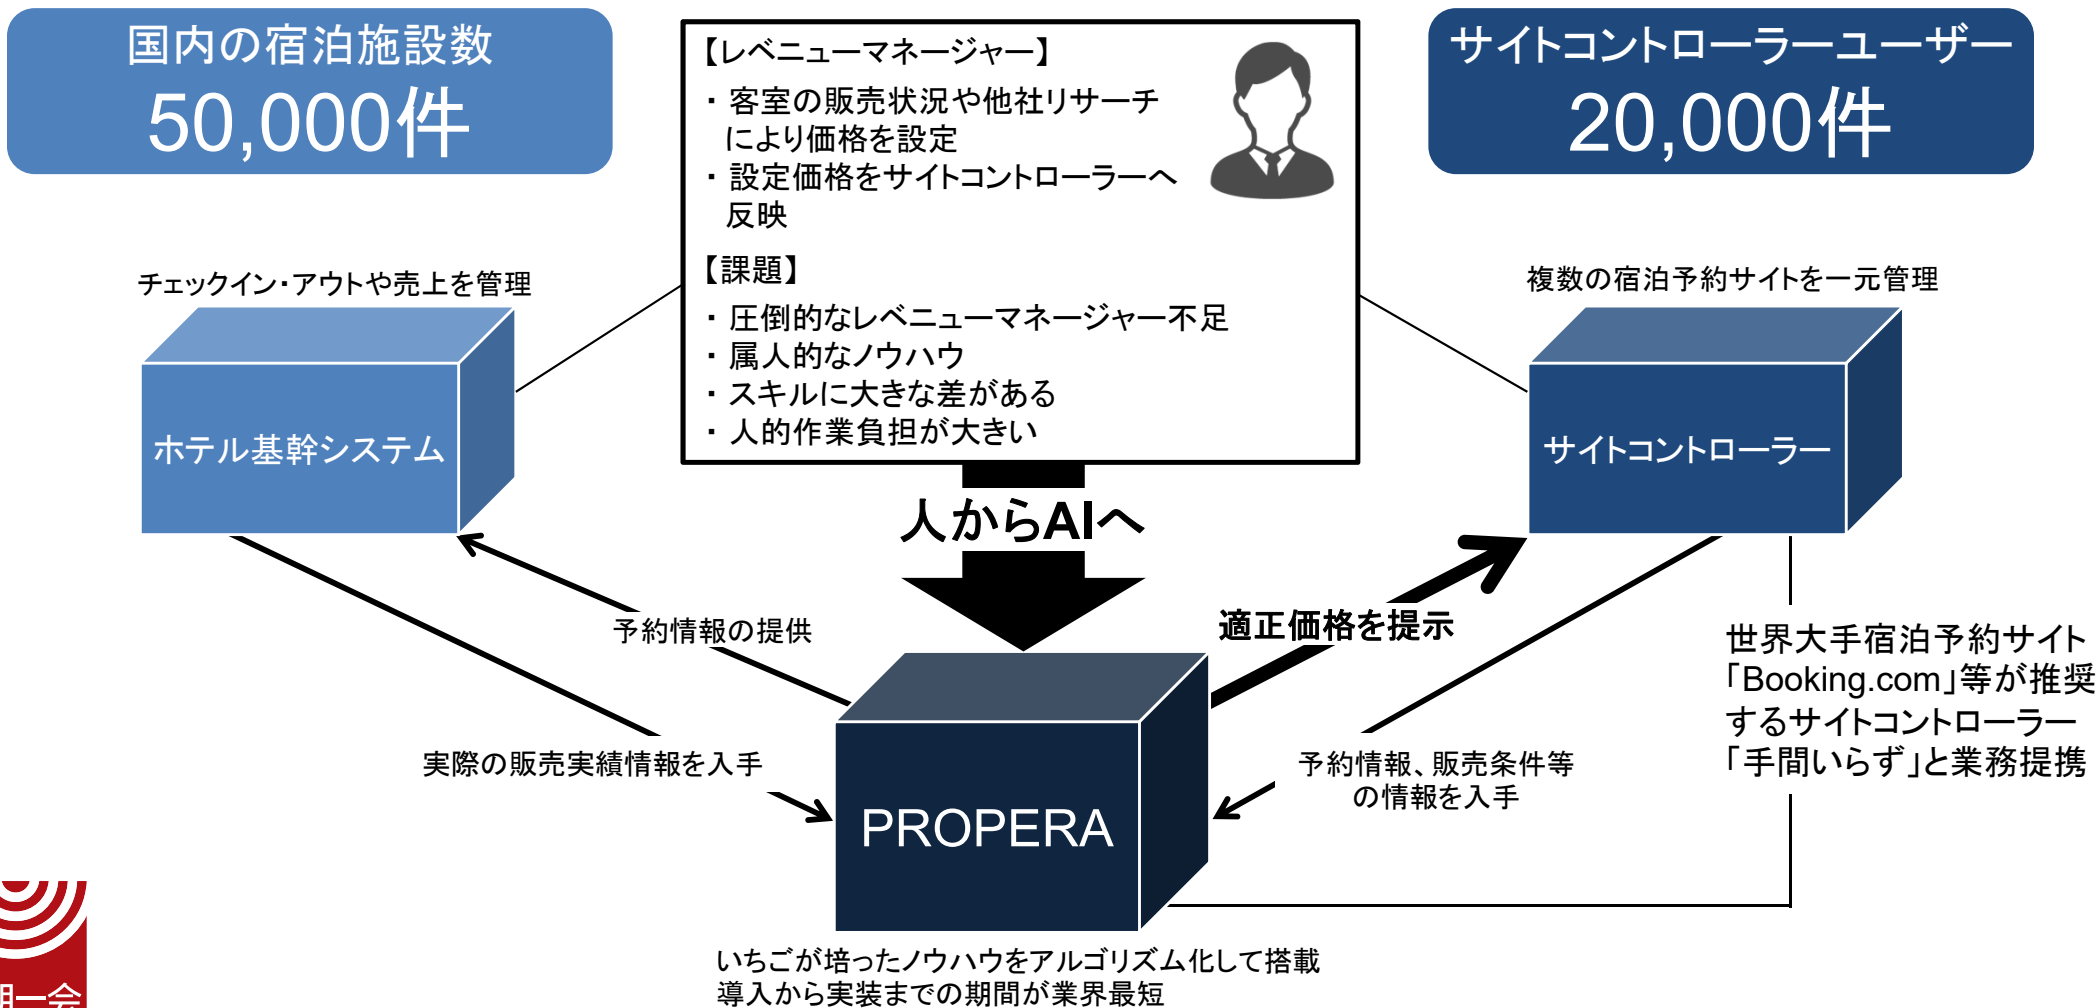 国内の宿泊施設数
50,000件
【レベニューマネージャー】
・ 客室の販売状況や他社リサーチ
により価格を設定
・ 設定価格をサイトコントローラーへ
反映
【課題】
・ 圧倒的なレベニューマネージャー不足
・ 属人的なノウハウ
・ スキルに大きな差がある
・ 人的作業負担が大きい
サイトコントローラーユーザー
20,000件
チェックイン・アウトや売上を管理
ホテル基幹システム
複数の宿泊予約サイトを一元管理
サイトコントローラー
人からAIへ
予約情報の提供
適正価格を提示
実際の販売実績情報を入手
予約情報、販売条件等
の情報を入手
世界大手宿泊予約サイト
「Booking.com」等が推奨
するサイトコントローラー
「手間いらず」と業務提携
PROPERA
いちごが培ったノウハウをアルゴリズム化して搭載
導入から実装までの期間が業界最短
期一会